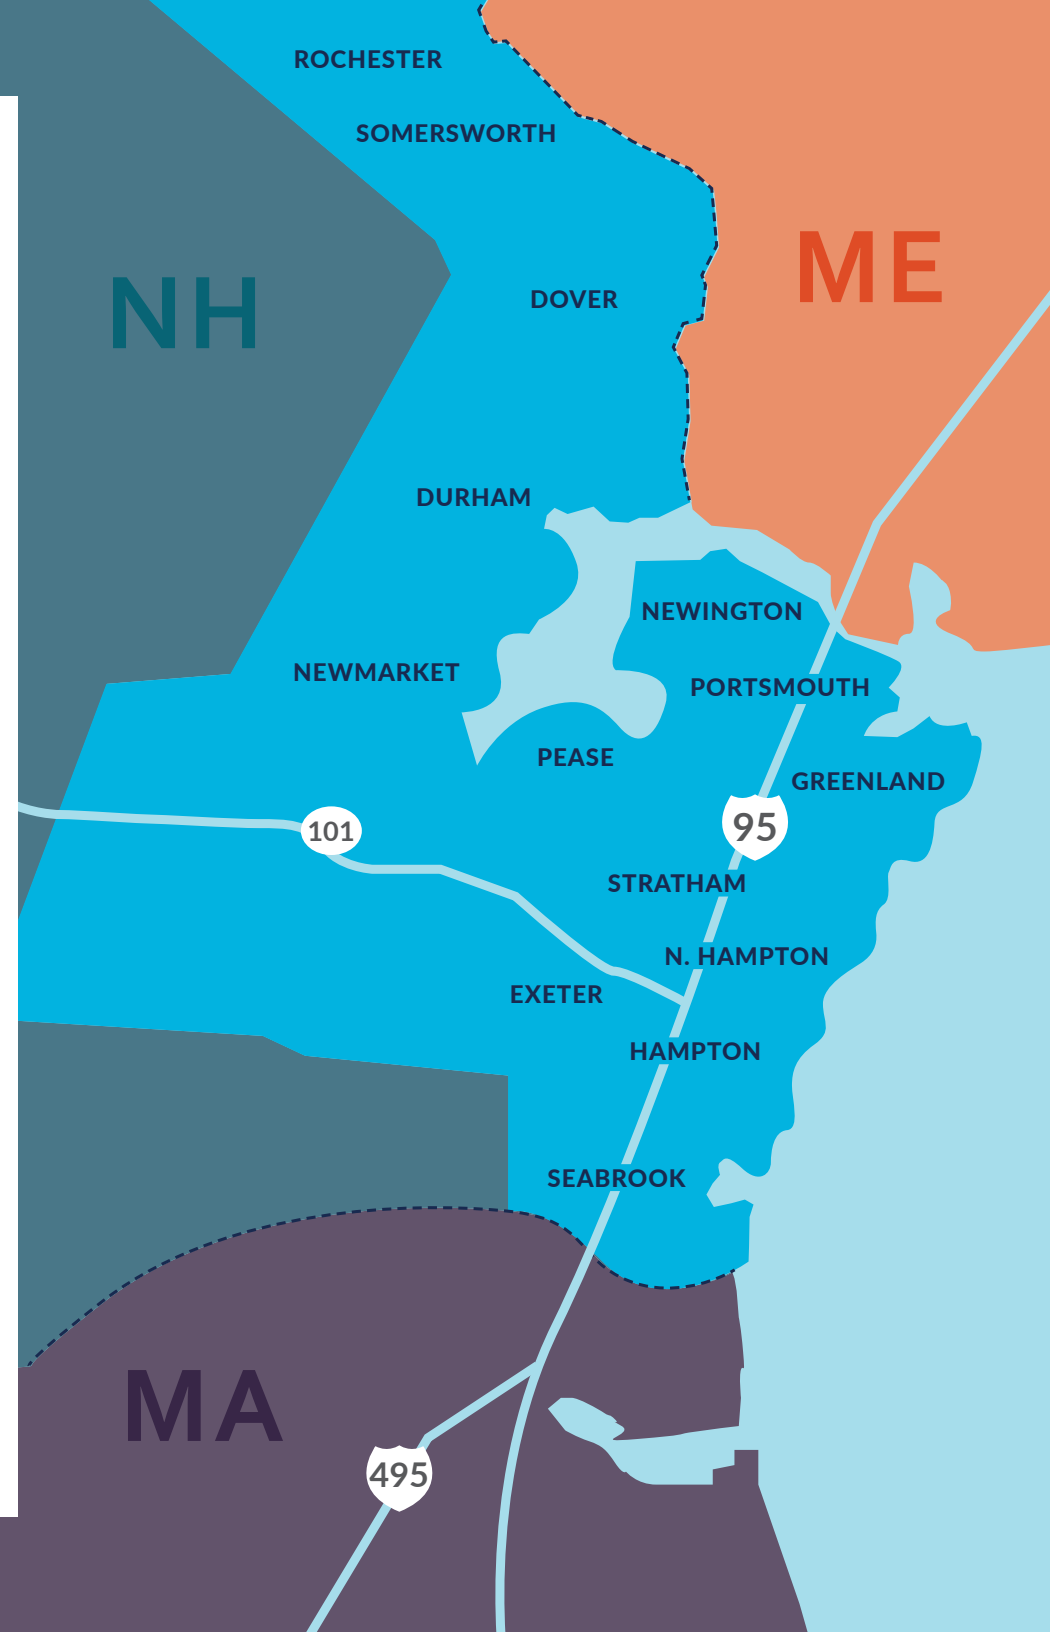 ROCHESTER
SOMERSWORTH
ME
NH
DOVER
DURHAM
NEWINGTON
NEWMARKET
PORTSMOUTH
PEASE
GREENLAND
95
101
STRATHAM
N. HAMPTON
EXETER
HAMPTON
SEABROOK
MA
495